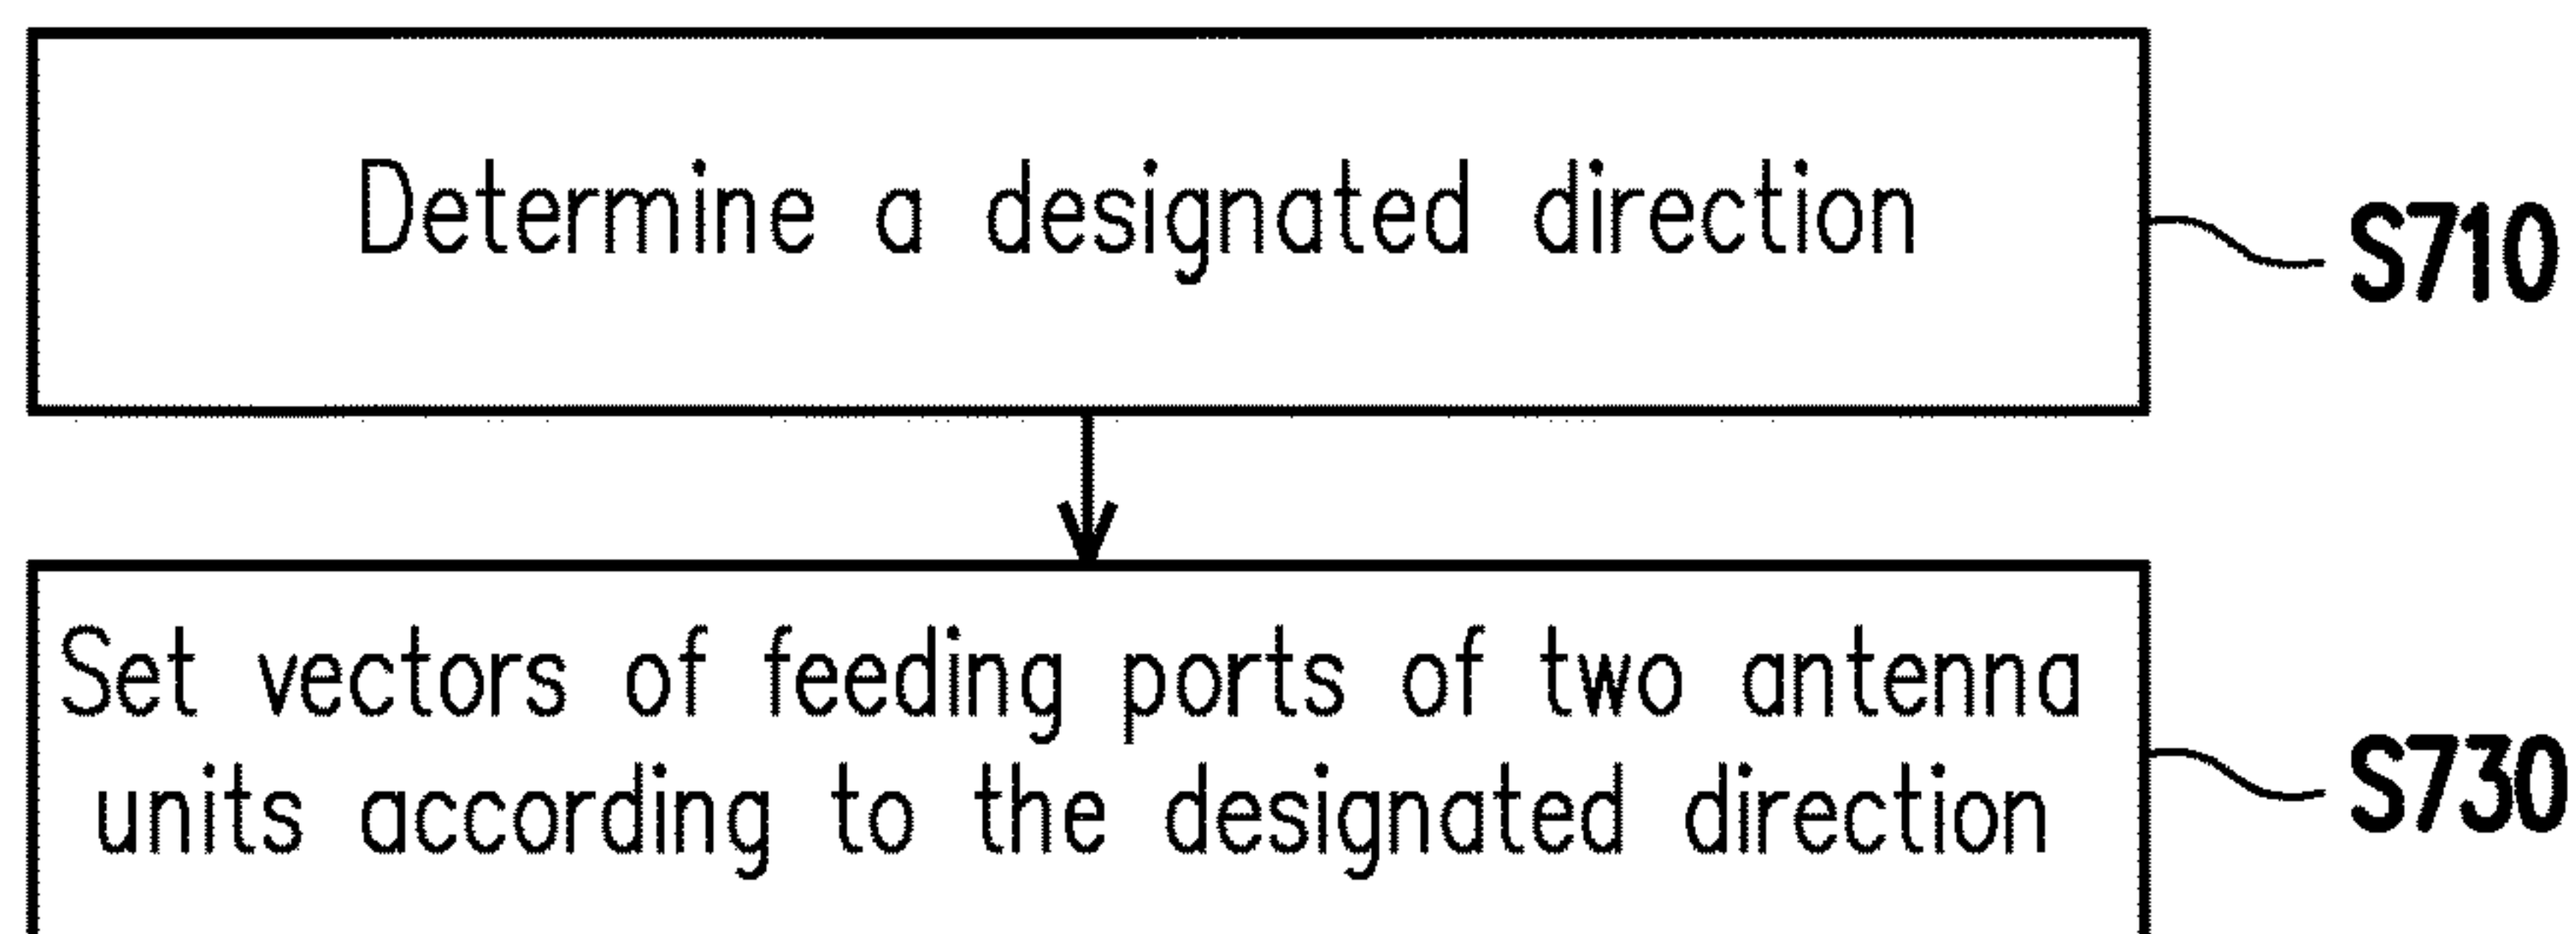 Determine a designated direction
S710
Set vectors of feeding ports of two antenna
units according to the designated direction
S730